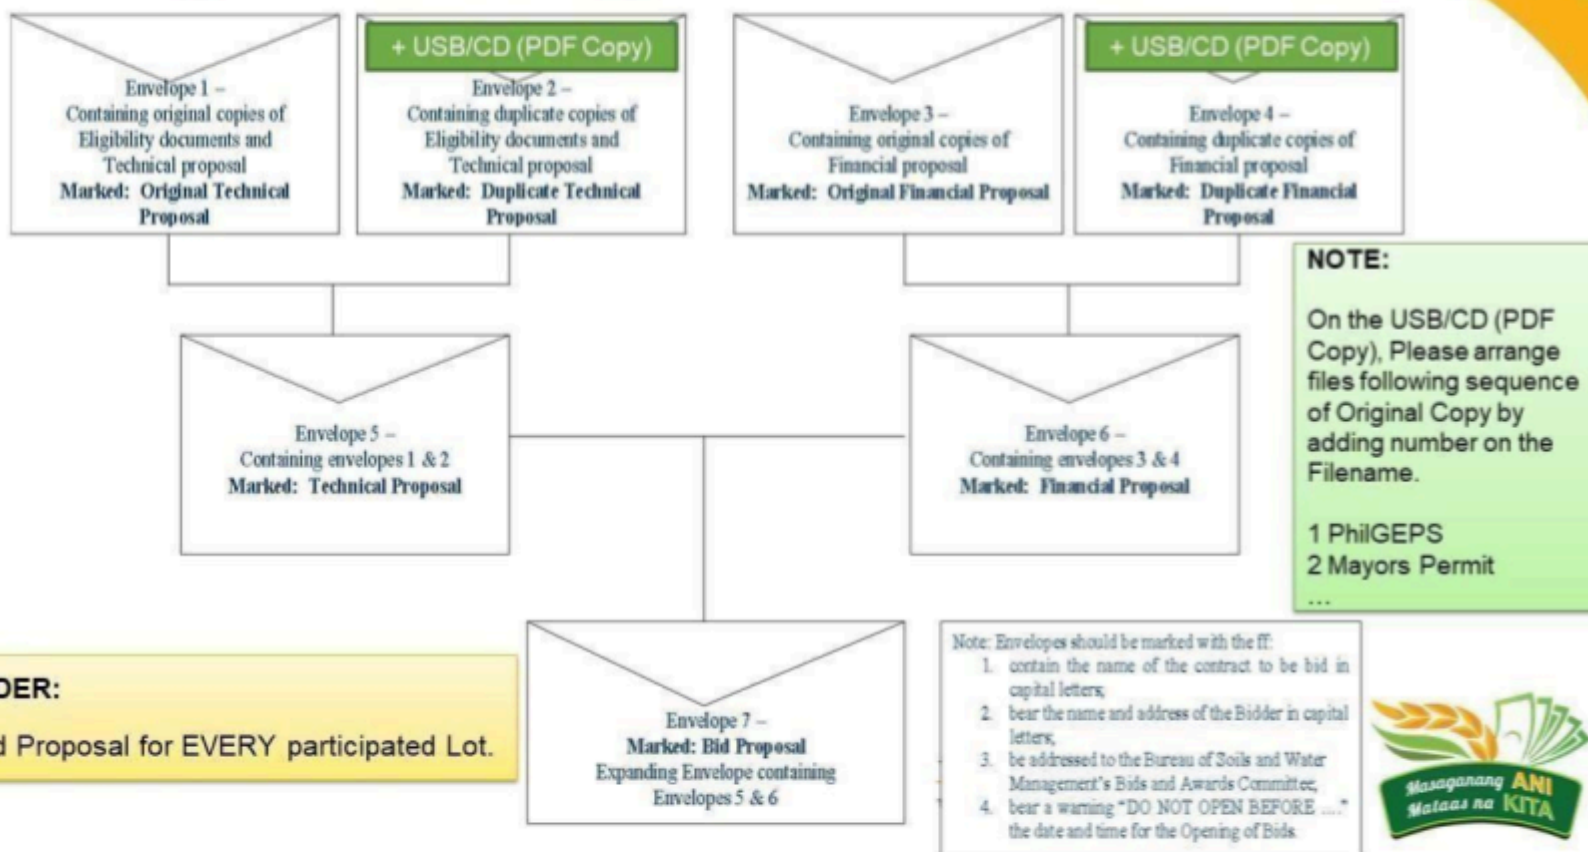 + USB/CD (PDF Copy)
+ USB/CD (PDF Copy)
Envelope 1 –
Containing original copies of
Eligibility documents and
Technical proposal
Marked: Original Technical
Proposal
Envelope 2 –
Containing duplicate copies of
Eligibility documents and
Technical proposal
Marked: Duplicate Technical
Proposal
Envelope 3 –
Containing original copies of
Financial proposal
Marked: Original Financial Proposal
Envelope 4 –
Containing duplicate copies of
Financial proposal
Marked: Duplicate Financial
Proposal
NOTE:
On the USB/CD (PDF
Copy), Please arrange
files following sequence
of Original Copy by
adding number on the
Filename.
1 PhilGEPS
2 Mayors Permit
...
Envelope 5 –
Containing envelopes 1 & 2
Marked: Technical Proposal
Envelope 6 –
Containing envelopes 3 & 4
Marked: Financial Proposal
DER:
d Proposal for EVERY participated Lot.
Envelope 7 –
Marked: Bid Proposal
Expanding Envelope containing
Envelopes 5 & 6
Note: Envelopes should be marked with the ff:
1. contain the name of the contract to be bid in
capital letters;
2. bear the name and address of the Bidder in capital
letters;
3. be addressed to the Bureau of Soils and Water
Management's Bids and Awards Committee;
4. bear a warning "DO NOT OPEN BEFORE ...."
the date and time for the Opening of Bids.
Masaganang ANI
Mataas na KITA